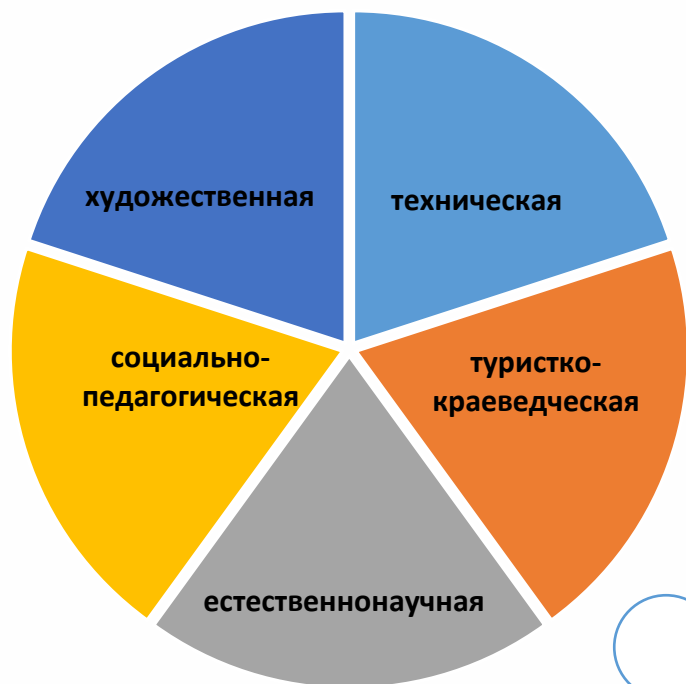 художественная
техническая
социально-
педагогическая
туристко-
краеведческая
естественнонаучная